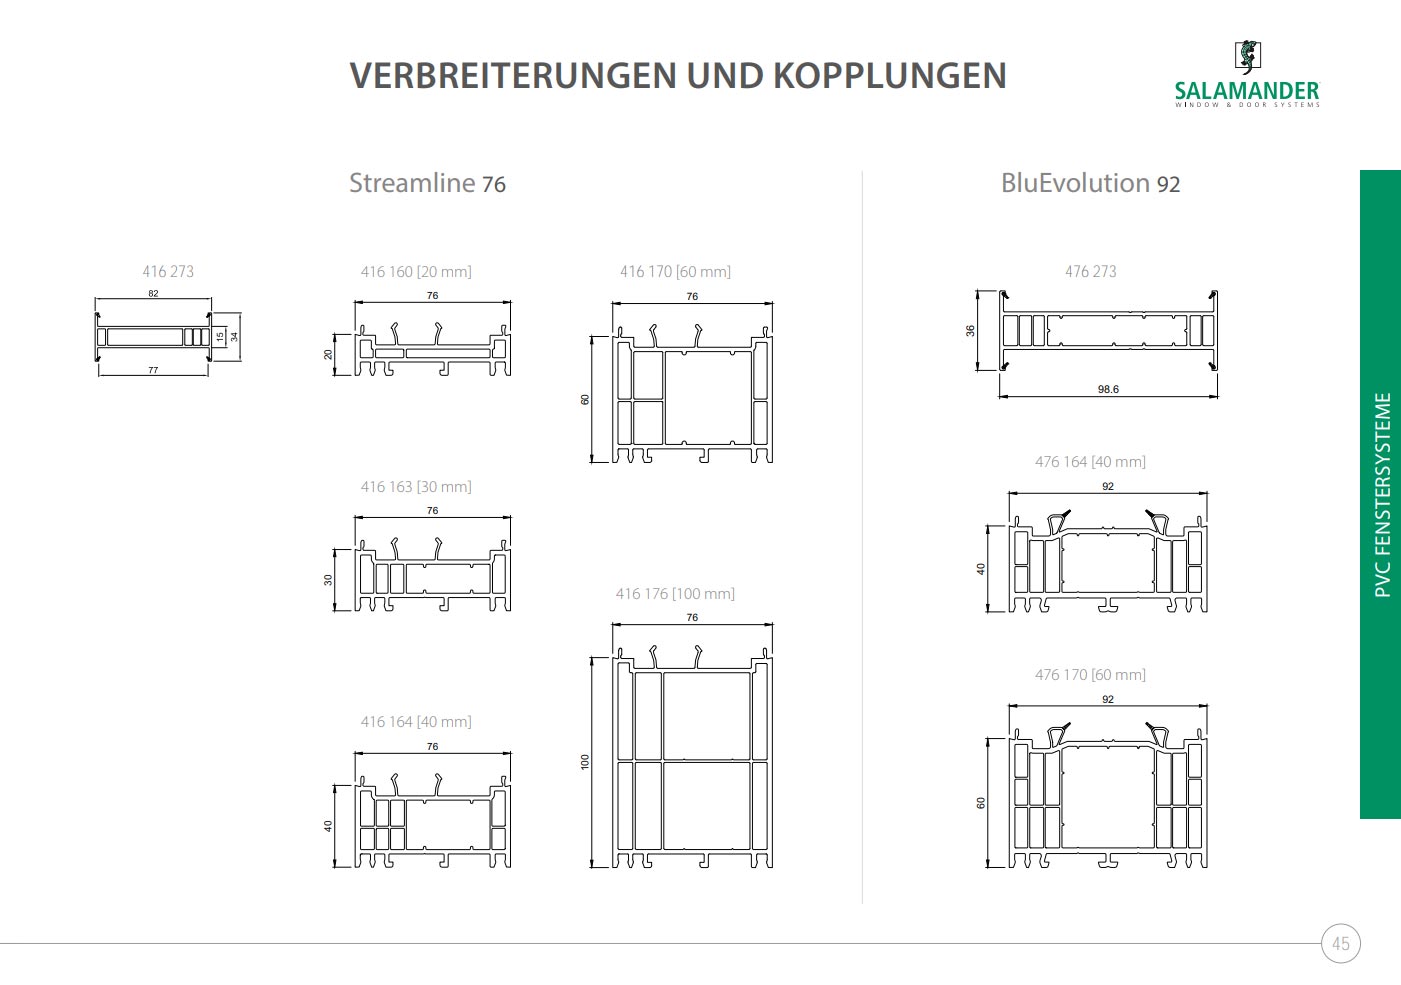 VERBREITERUNGEN UND KOPPLUNGEN
SALAMANDER
WINDOW & DOOR SYSTEMS
Streamline 76
416 273
82
15
34
77
416 160 [20 mm]
76
20
416 170 [60 mm]
76
60
416 163 [30 mm]
76
30
416 176 [100 mm]
76
100
416 164 [40 mm]
76
40
BluEvolution 92
476 273
36
98.6
476 164 [40 mm]
92
40
476 170 [60 mm]
92
60
PVC FENSTERSYSTEME
45